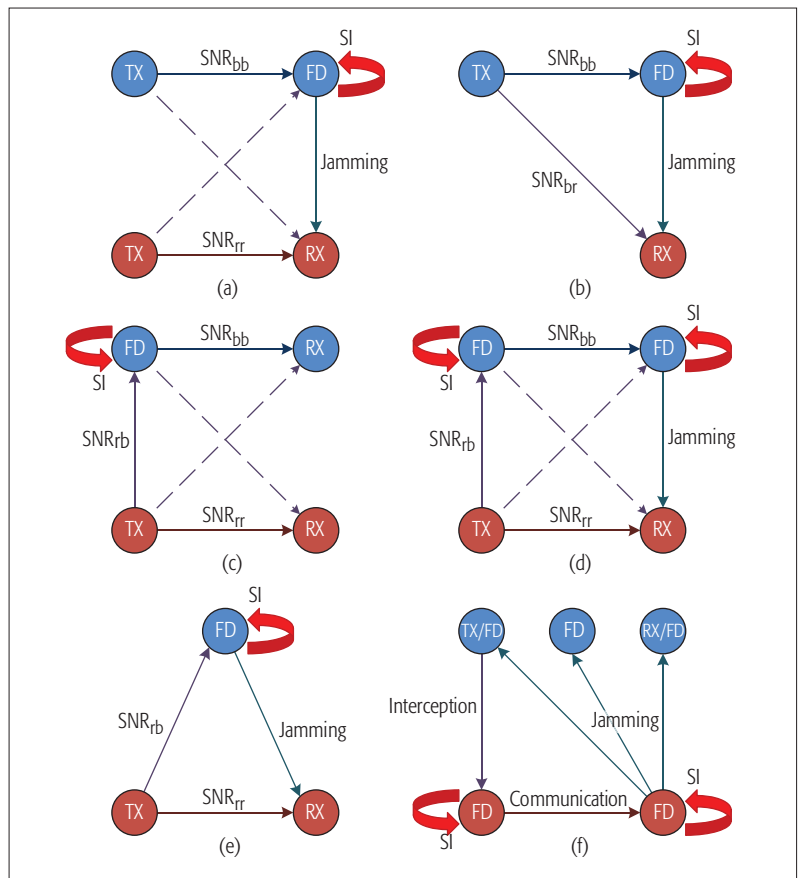 SI
TX
SNRbb
FD
Jamming
TX
SNRrr
RX
(a)
SI
TX
SNRbb
FD
SNRbr
Jamming
RX
(b)
FD
SNRbb
RX
SI
SNRrb
TX
SNRrr
RX
(c)
SI
FD
SNRbb
FD
SI
SNRrb
Jamming
TX
SNRrr
RX
(d)
SI
FD
SNRrb
Jamming
TX
SNRrr
RX
(e)
TX/FD
FD
RX/FD
Interception
Jamming
SI
FD
Communication
FD
SI
(f)